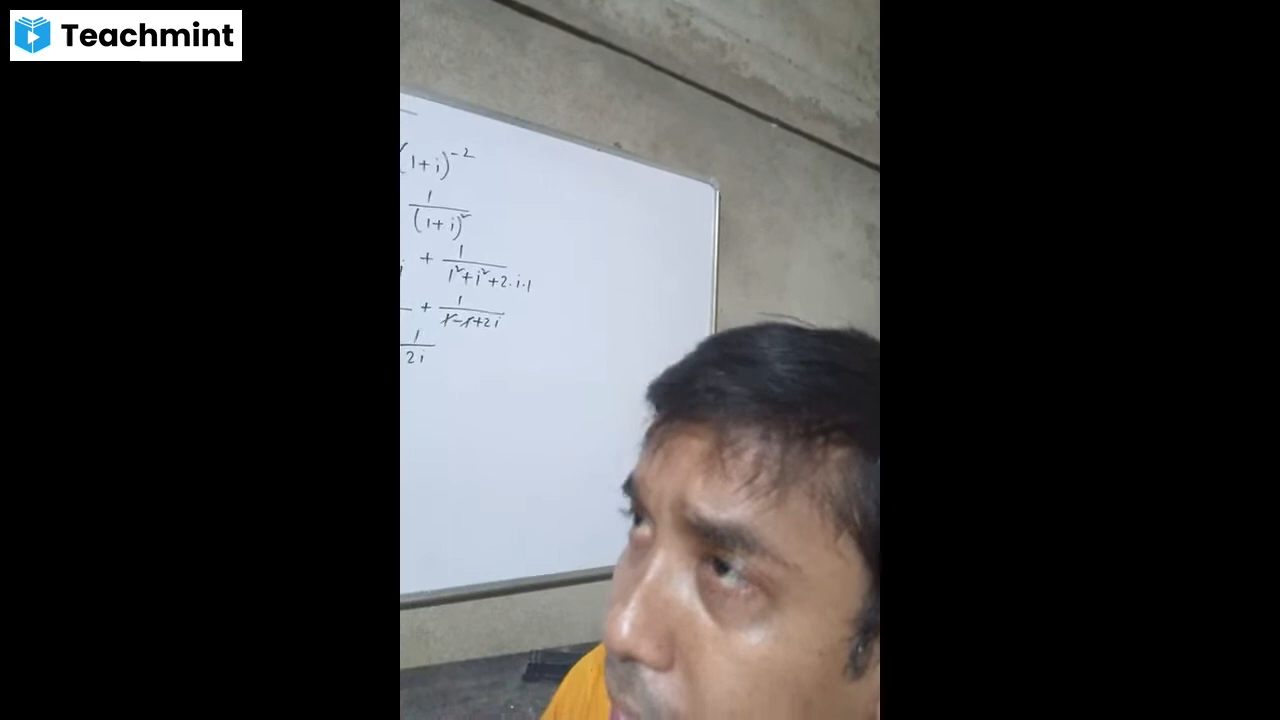 Teachmint
(1+i)⁻²
1/(1+i)²
i + 1/(1²+i²+2.i.1)
+ 1/(1-1+2i)
1/2i